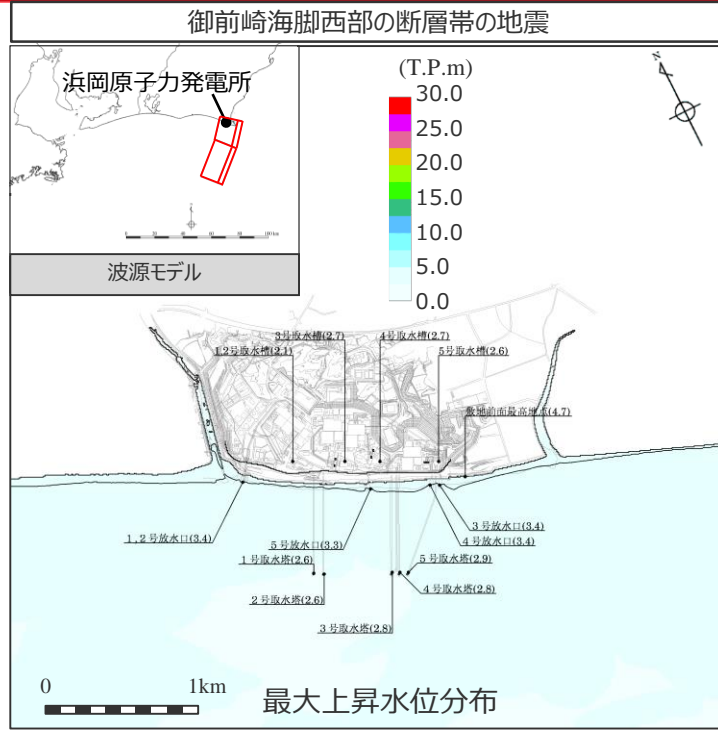 御前崎海脚西部の断層帯の地震
浜岡原子力発電所
波源モデル
(T.P.m)
30.0
25.0
20.0
15.0
10.0
5.0
0.0
3号取水槽(2.7)
4号取水槽(2.7)
1,2号取水槽(2.1)
5号取水槽(2.6)
敷地前面最高地点(4.7)
1,2号放水口(3.4)
5号放水口(3.3)
3号放水口(3.4)
4号放水口(3.4)
1号取水塔(2.6)
5号取水塔(2.9)
2号取水塔(2.6)
4号取水塔(2.8)
3号取水塔(2.8)
0 1km
最大上昇水位分布